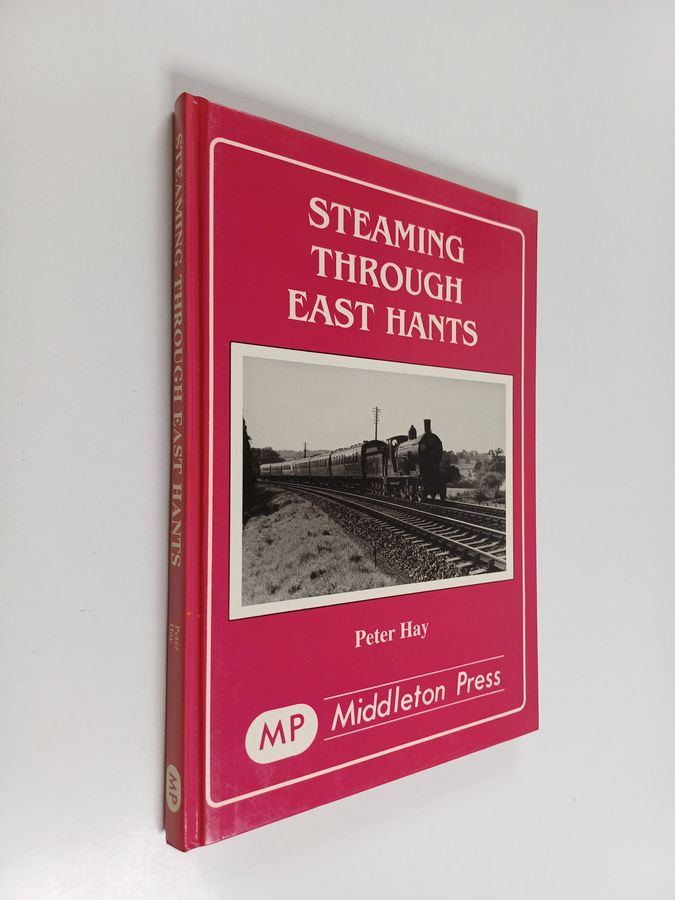 STEAMING
THROUGH
EAST HANTS
Peter Hay
MP Middleton Press
STEAMING THROUGH EAST HANTS
Peter
Hay
MP